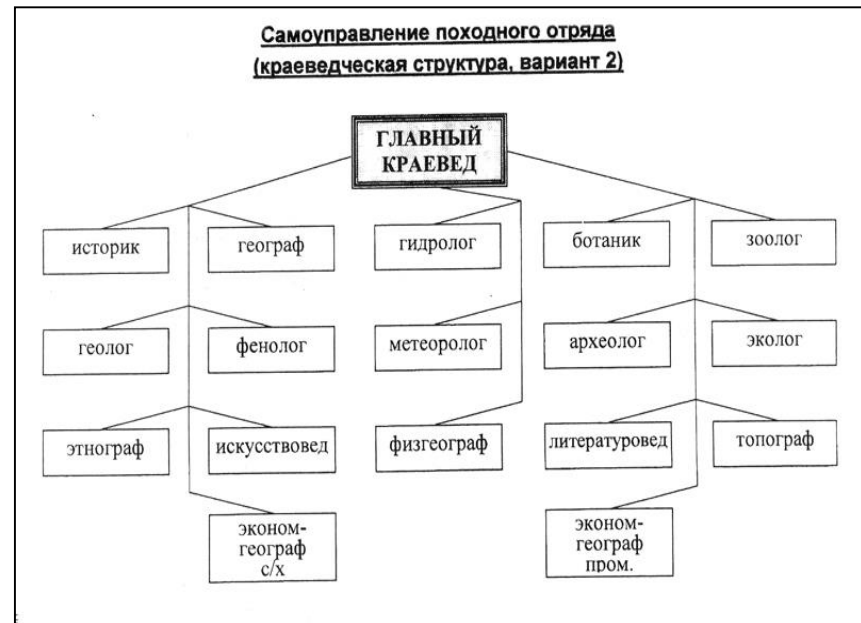 Самоуправление походного отряда
(краеведческая структура, вариант 2)
ГЛАВНЫЙ
КРАЕВЕД
историк
географ
гидролог
ботаник
зоолог
геолог
фенолог
метеоролог
археолог
эколог
этнограф
искусствовед
физгеограф
литературовед
топограф
эконом-
географ
с/х
эконом-
географ
пром.